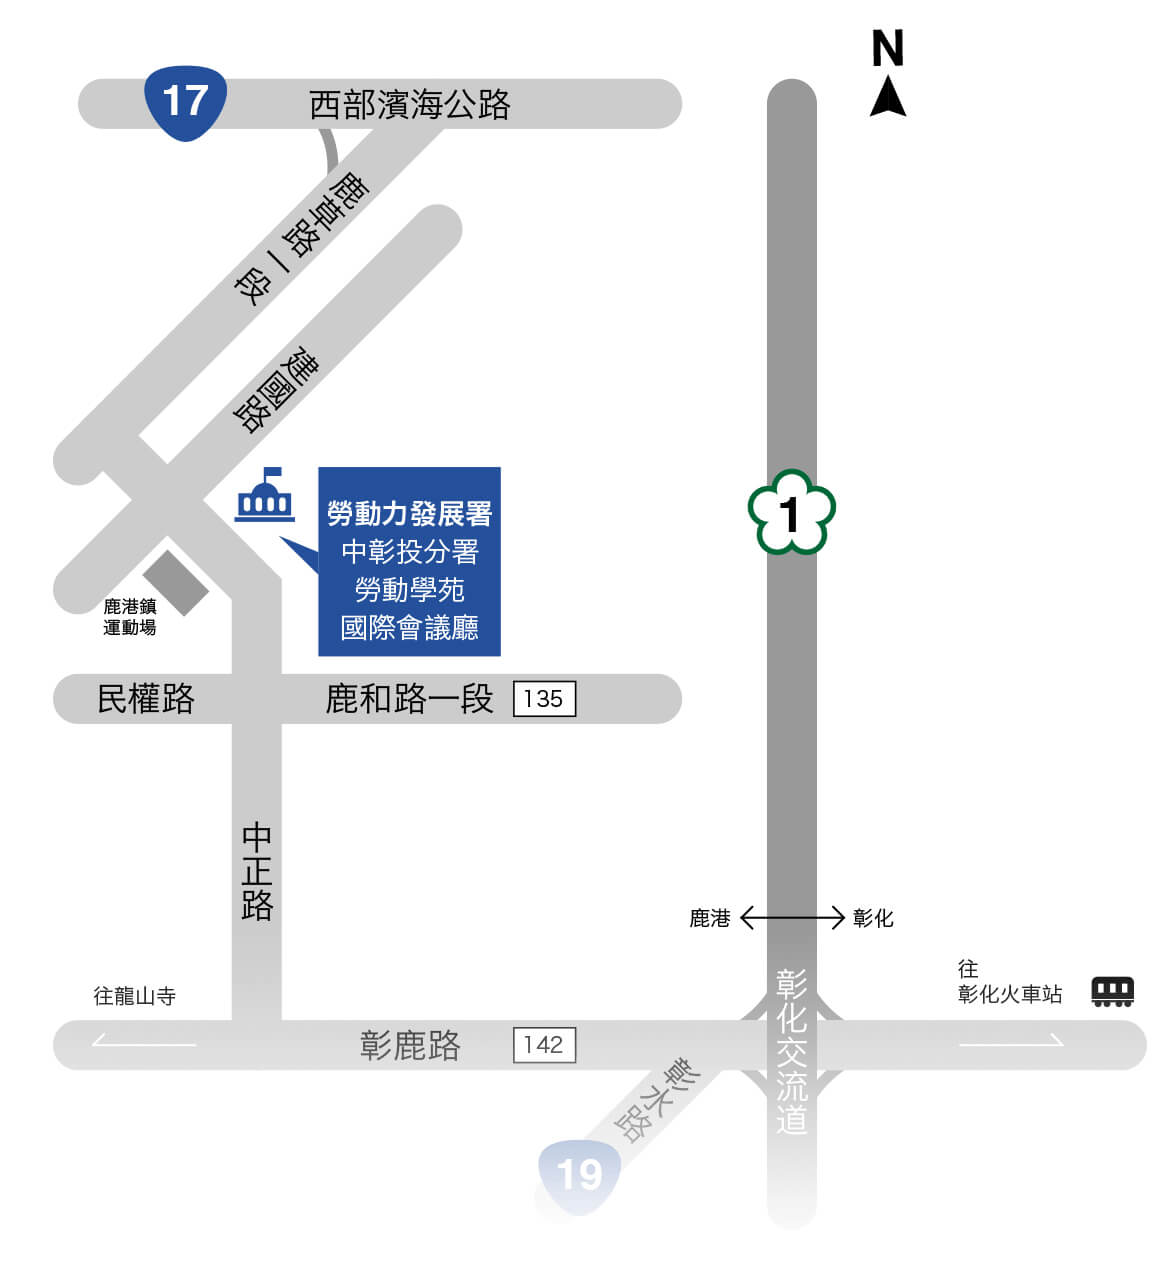 N
17
西部濱海公路
鹿草路一段
建國路
勞動力發展署
中彰投分署
勞動學苑
國際會議廳
1
鹿港鎮
運動場
民權路
鹿和路一段
135
中正路
鹿港
彰化
往龍山寺
往
彰化火車站
彰鹿路
142
彰化交流道
彰水路
19